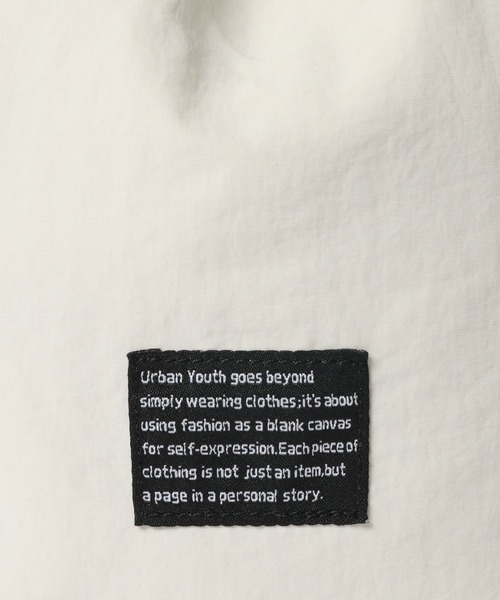 Urban Youth goes beyond
simply wearing clothes;it's about
using fashion as a blank canvas
for self-expression.Each piece of
clothing is not just an item,but
a page in a personal story.